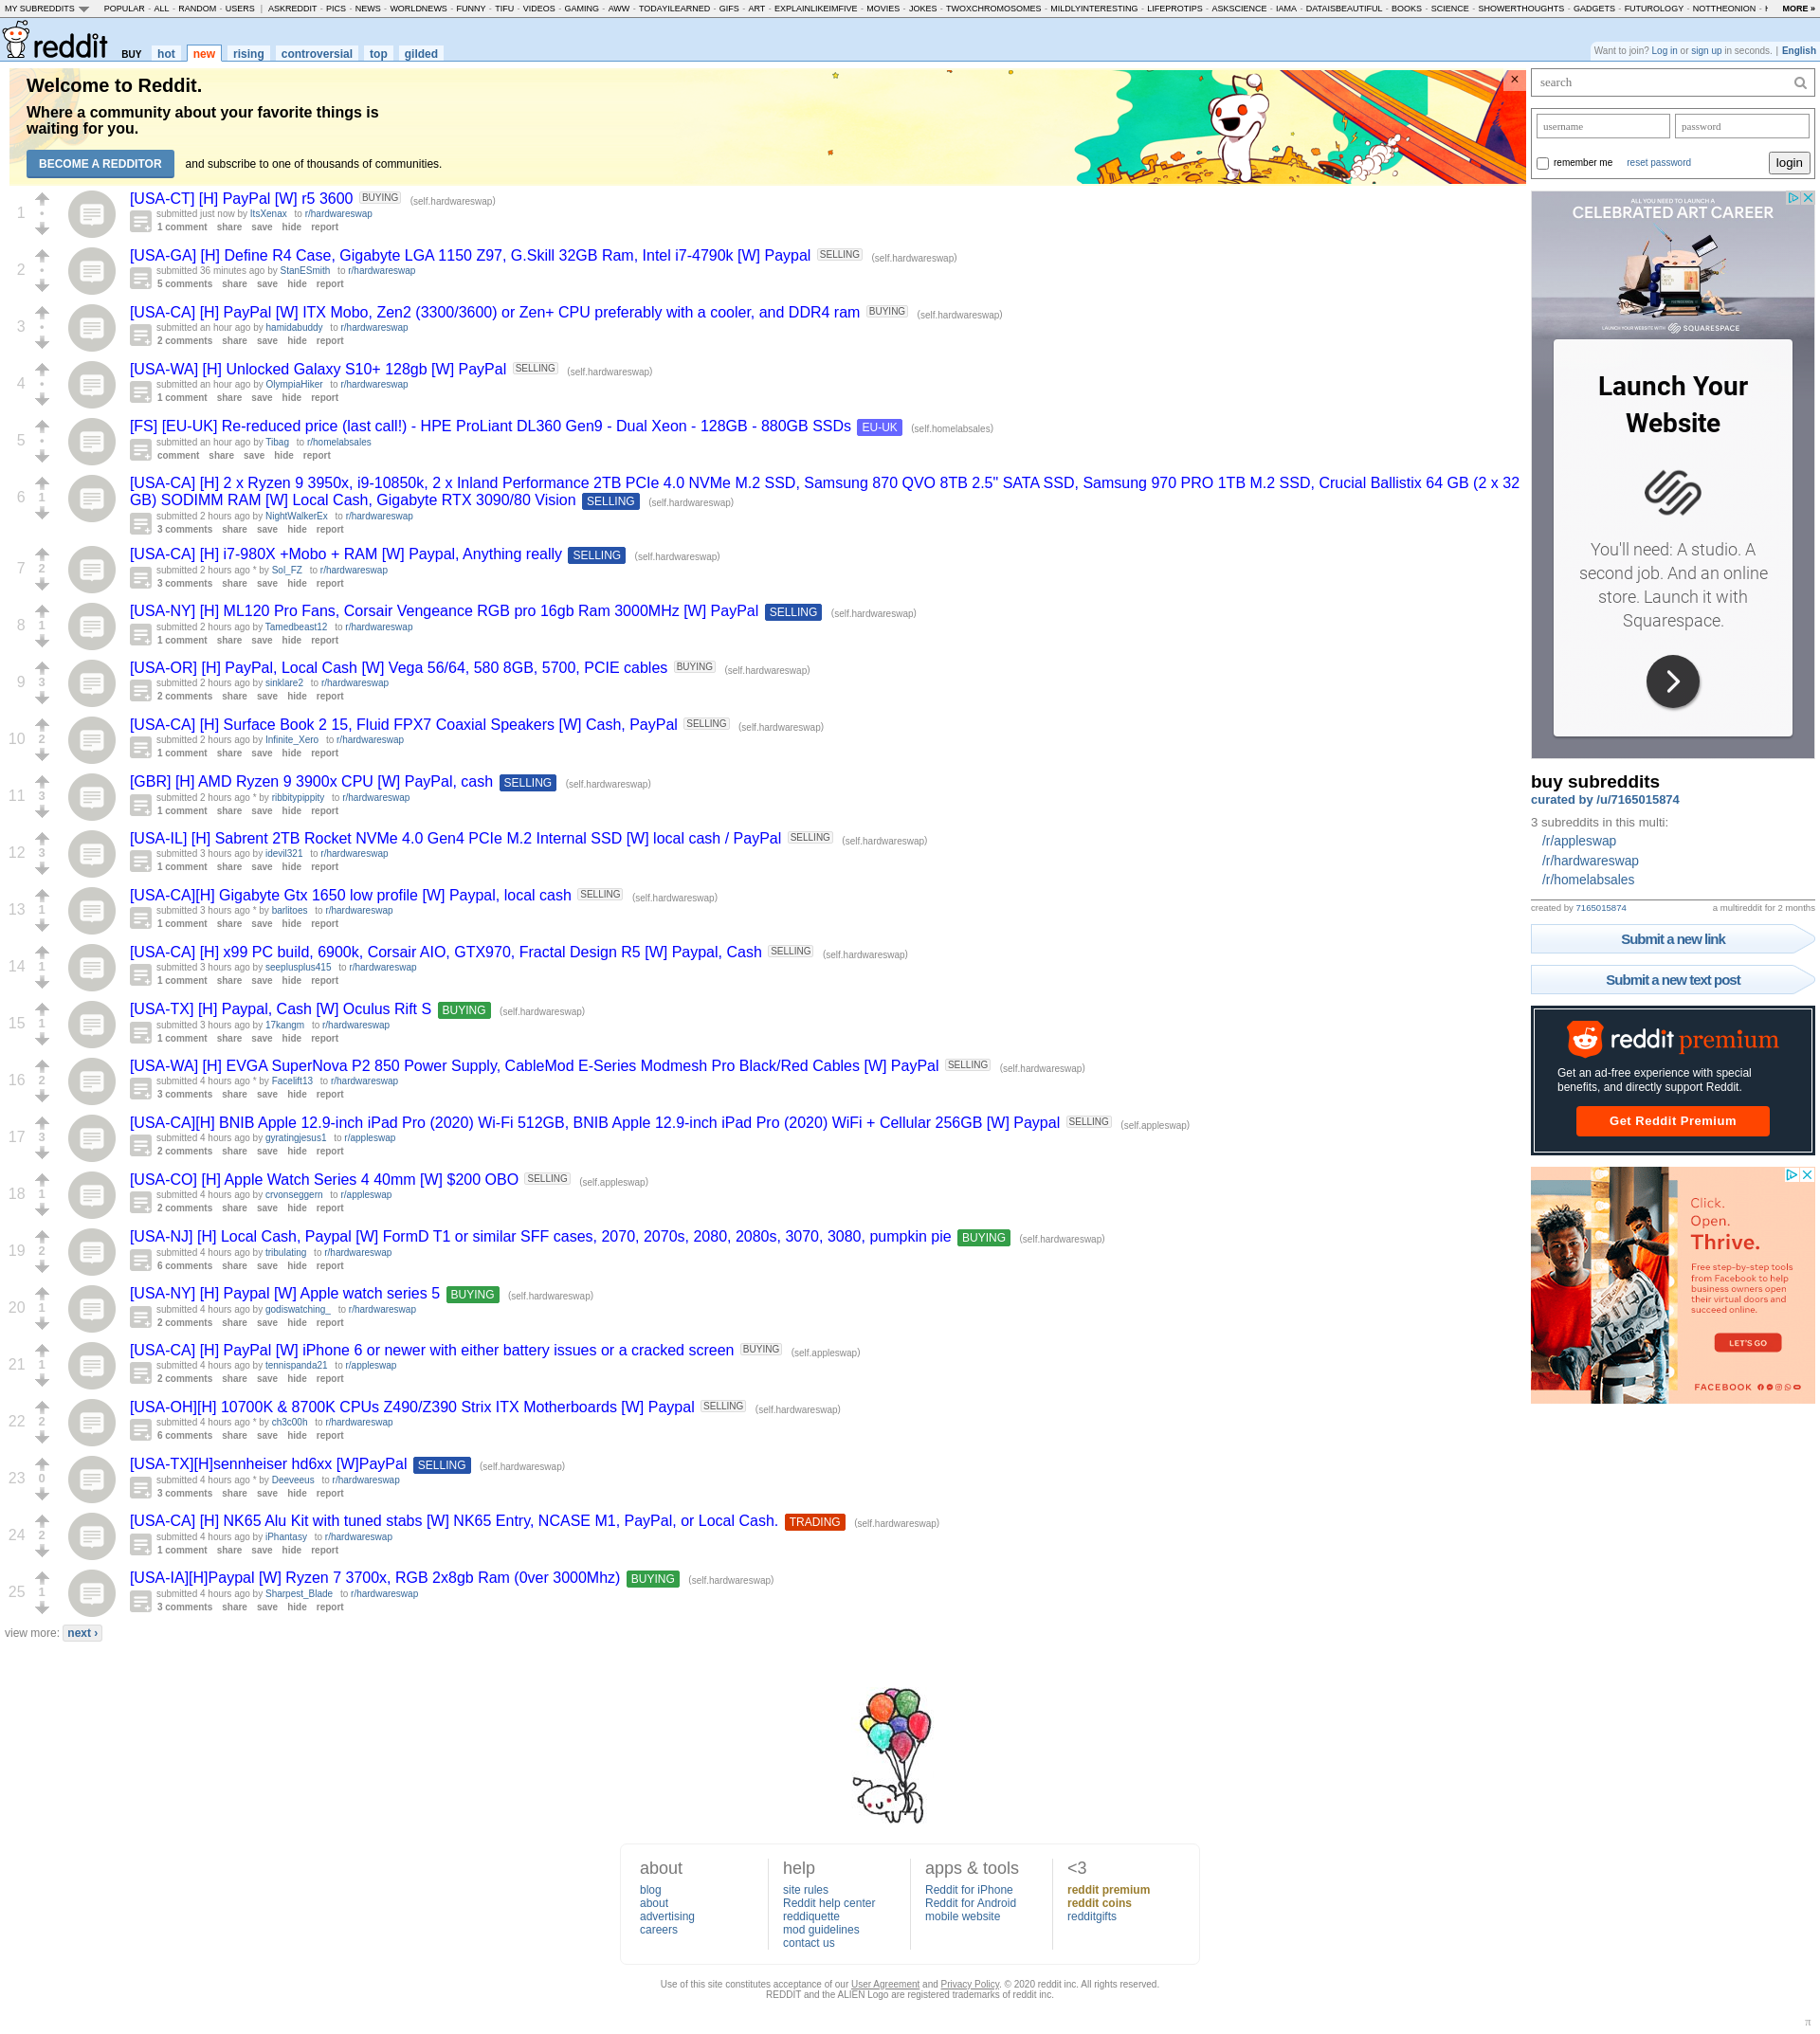 MY SUBREDDITS POPULAR - ALL - RANDOM - USERS | ASKREDDIT - PICS - NEWS - WORLDNEWS - FUNNY - TIFU - VIDEOS - GAMING - AWW - TODAYILEARNED - GIFS - ART - EXPLAINLIKEIMFIVE - MOVIES - JOKES - TWOXCHROMOSOMES - MILDLYINTERESTING - LIFEPROTIPS - ASKSCIENCE - IAMA - DATAISBEAUTIFUL - BOOKS - SCIENCE - SHOWERTHOUGHTS - GADGETS - FUTUROLOGY - NOTTHEONION - MORE »
reddit BUY hot new rising controversial top gilded
Want to join? Log in or sign up in seconds. | English
Welcome to Reddit.
Where a community about your favorite things is
waiting for you.
BECOME A REDDITOR and subscribe to one of thousands of communities.
1 [USA-CT] [H] PayPal [W] r5 3600 BUYING (self.hardwareswap)
submitted just now by ItsXenax to r/hardwareswap
1 comment share save hide report
2 [USA-GA] [H] Define R4 Case, Gigabyte LGA 1150 Z97, G.Skill 32GB Ram, Intel i7-4790k [W] Paypal SELLING (self.hardwareswap)
submitted 36 minutes ago by StanESmith to r/hardwareswap
5 comments share save hide report
3 [USA-CA] [H] PayPal [W] ITX Mobo, Zen2 (3300/3600) or Zen+ CPU preferably with a cooler, and DDR4 ram BUYING (self.hardwareswap)
submitted an hour ago by hamidabuddy to r/hardwareswap
2 comments share save hide report
4 [USA-WA] [H] Unlocked Galaxy S10+ 128gb [W] PayPal SELLING (self.hardwareswap)
submitted an hour ago by OlympiaHiker to r/hardwareswap
1 comment share save hide report
5 [FS] [EU-UK] Re-reduced price (last call!) - HPE ProLiant DL360 Gen9 - Dual Xeon - 128GB - 880GB SSDs EU-UK (self.homelabsales)
submitted an hour ago by Tibag to r/homelabsales
comment share save hide report
6 1 [USA-CA] [H] 2 x Ryzen 9 3950x, i9-10850k, 2 x Inland Performance 2TB PCIe 4.0 NVMe M.2 SSD, Samsung 870 QVO 8TB 2.5" SATA SSD, Samsung 970 PRO 1TB M.2 SSD, Crucial Ballistix 64 GB (2 x 32
GB) SODIMM RAM [W] Local Cash, Gigabyte RTX 3090/80 Vision SELLING (self.hardwareswap)
submitted 2 hours ago by NightWalkerEx to r/hardwareswap
3 comments share save hide report
7 2 [USA-CA] [H] i7-980X +Mobo + RAM [W] Paypal, Anything really SELLING (self.hardwareswap)
submitted 2 hours ago * by Sol_FZ to r/hardwareswap
3 comments share save hide report
8 1 [USA-NY] [H] ML120 Pro Fans, Corsair Vengeance RGB pro 16gb Ram 3000MHz [W] PayPal SELLING (self.hardwareswap)
submitted 2 hours ago by Tamedbeast12 to r/hardwareswap
1 comment share save hide report
9 3 [USA-OR] [H] PayPal, Local Cash [W] Vega 56/64, 580 8GB, 5700, PCIE cables BUYING (self.hardwareswap)
submitted 2 hours ago by sinklare2 to r/hardwareswap
2 comments share save hide report
10 2 [USA-CA] [H] Surface Book 2 15, Fluid FPX7 Coaxial Speakers [W] Cash, PayPal SELLING (self.hardwareswap)
submitted 2 hours ago by Infinite_Xero to r/hardwareswap
1 comment share save hide report
11 3 [GBR] [H] AMD Ryzen 9 3900x CPU [W] PayPal, cash SELLING (self.hardwareswap)
submitted 2 hours ago * by ribbitypippity to r/hardwareswap
1 comment share save hide report
12 3 [USA-IL] [H] Sabrent 2TB Rocket NVMe 4.0 Gen4 PCIe M.2 Internal SSD [W] local cash / PayPal SELLING (self.hardwareswap)
submitted 3 hours ago by idevil321 to r/hardwareswap
1 comment share save hide report
13 1 [USA-CA][H] Gigabyte Gtx 1650 low profile [W] Paypal, local cash SELLING (self.hardwareswap)
submitted 3 hours ago * by barlitoes to r/hardwareswap
1 comment share save hide report
14 1 [USA-CA] [H] x99 PC build, 6900k, Corsair AIO, GTX970, Fractal Design R5 [W] Paypal, Cash SELLING (self.hardwareswap)
submitted 3 hours ago by seeplusplus415 to r/hardwareswap
1 comment share save hide report
15 1 [USA-TX] [H] Paypal, Cash [W] Oculus Rift S BUYING (self.hardwareswap)
submitted 3 hours ago by 17kangm to r/hardwareswap
1 comment share save hide report
16 2 [USA-WA] [H] EVGA SuperNova P2 850 Power Supply, CableMod E-Series Modmesh Pro Black/Red Cables [W] PayPal SELLING (self.hardwareswap)
submitted 4 hours ago * by Facelift13 to r/hardwareswap
3 comments share save hide report
17 3 [USA-CA][H] BNIB Apple 12.9-inch iPad Pro (2020) Wi-Fi 512GB, BNIB Apple 12.9-inch iPad Pro (2020) WiFi + Cellular 256GB [W] Paypal SELLING (self.appleswap)
submitted 4 hours ago by gyratingjesus1 to r/appleswap
2 comments share save hide report
18 1 [USA-CO] [H] Apple Watch Series 4 40mm [W] $200 OBO SELLING (self.appleswap)
submitted 4 hours ago by crvonseggern to r/appleswap
2 comments share save hide report
19 2 [USA-NJ] [H] Local Cash, Paypal [W] FormD T1 or similar SFF cases, 2070, 2070s, 2080, 2080s, 3070, 3080, pumpkin pie BUYING (self.hardwareswap)
submitted 4 hours ago by tribulating to r/hardwareswap
6 comments share save hide report
20 1 [USA-NY] [H] Paypal [W] Apple watch series 5 BUYING (self.hardwareswap)
submitted 4 hours ago by godiswatching_ to r/hardwareswap
2 comments share save hide report
21 1 [USA-CA] [H] PayPal [W] iPhone 6 or newer with either battery issues or a cracked screen BUYING (self.appleswap)
submitted 4 hours ago by tennispanda21 to r/appleswap
2 comments share save hide report
22 2 [USA-OH][H] 10700K & 8700K CPUs Z490/Z390 Strix ITX Motherboards [W] Paypal SELLING (self.hardwareswap)
submitted 4 hours ago * by ch3c00h to r/hardwareswap
6 comments share save hide report
23 0 [USA-TX][H]sennheiser hd6xx [W]PayPal SELLING (self.hardwareswap)
submitted 4 hours ago * by Deeveeus to r/hardwareswap
3 comments share save hide report
24 2 [USA-CA] [H] NK65 Alu Kit with tuned stabs [W] NK65 Entry, NCASE M1, PayPal, or Local Cash. TRADING (self.hardwareswap)
submitted 4 hours ago by iPhantasy to r/hardwareswap
1 comment share save hide report
25 1 [USA-IA][H]Paypal [W] Ryzen 7 3700x, RGB 2x8gb Ram (0ver 3000Mhz) BUYING (self.hardwareswap)
submitted 4 hours ago by Sharpest_Blade to r/hardwareswap
3 comments share save hide report
view more: next ›
search
username password
remember me reset password login
ALL YOU NEED TO LAUNCH A
CELEBRATED ART CAREER
LAUNCH YOUR WEBSITE WITH SQUARESPACE
Launch Your
Website
You'll need: A studio. A
second job. And an online
store. Launch it with
Squarespace.
buy subreddits
curated by /u/7165015874
3 subreddits in this multi:
/r/appleswap
/r/hardwareswap
/r/homelabsales
created by 7165015874 a multireddit for 2 months
Submit a new link
Submit a new text post
reddit premium
Get an ad-free experience with special
benefits, and directly support Reddit.
Get Reddit Premium
Click.
Open.
Thrive.
Free step-by-step tools
from Facebook to help
business owners open
their virtual doors and
succeed online.
LET'S GO
FACEBOOK
about
blog
about
advertising
careers
help
site rules
Reddit help center
reddiquette
mod guidelines
contact us
apps & tools
Reddit for iPhone
Reddit for Android
mobile website
<3
reddit premium
reddit coins
redditgifts
Use of this site constitutes acceptance of our User Agreement and Privacy Policy. © 2020 reddit inc. All rights reserved.
REDDIT and the ALIEN Logo are registered trademarks of reddit inc.
π